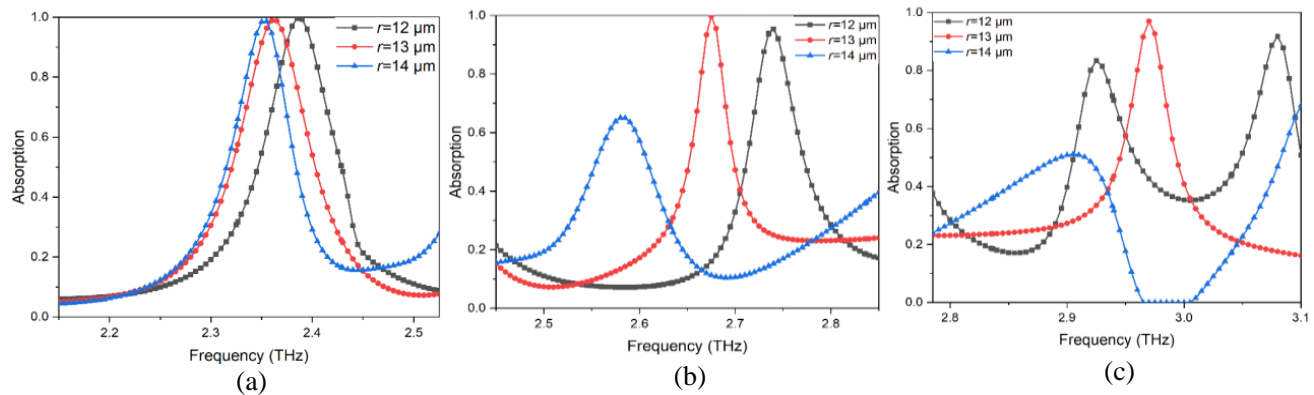 1.0
0.8
0.6
0.4
0.2
0.0
Absorption
r=12 μm
r=13 μm
r=14 μm
2.2
2.3
2.4
2.5
Frequency (THz)
(a)
1.0
0.8
0.6
0.4
0.2
0.0
Absorption
r=12 μm
r=13 μm
r=14 μm
2.5
2.6
2.7
2.8
Frequency (THz)
(b)
1.0
0.8
0.6
0.4
0.2
0.0
Absorption
r=12 μm
r=13 μm
r=14 μm
2.8
2.9
3.0
3.1
Frequency (THz)
(c)